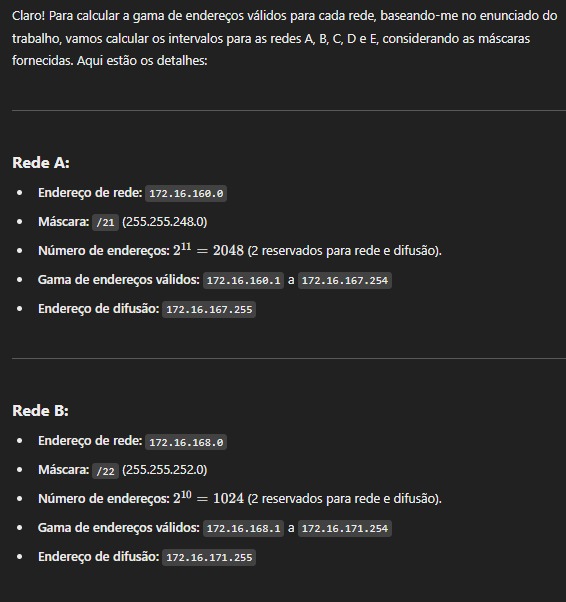 Claro! Para calcular a gama de endereços válidos para cada rede, baseando-me no enunciado do
trabalho, vamos calcular os intervalos para as redes A, B, C, D e E, considerando as máscaras
fornecidas. Aqui estão os detalhes:
Rede A:
• Endereço de rede: 172.16.160.0
• Máscara: /21 (255.255.248.0)
• Número de endereços: 2¹¹ = 2048 (2 reservados para rede e difusão).
• Gama de endereços válidos: 172.16.160.1 a 172.16.167.254
• Endereço de difusão: 172.16.167.255
Rede B:
• Endereço de rede: 172.16.168.0
• Máscara: /22 (255.255.252.0)
• Número de endereços: 2¹⁰ = 1024 (2 reservados para rede e difusão).
• Gama de endereços válidos: 172.16.168.1 a 172.16.171.254
• Endereço de difusão: 172.16.171.255